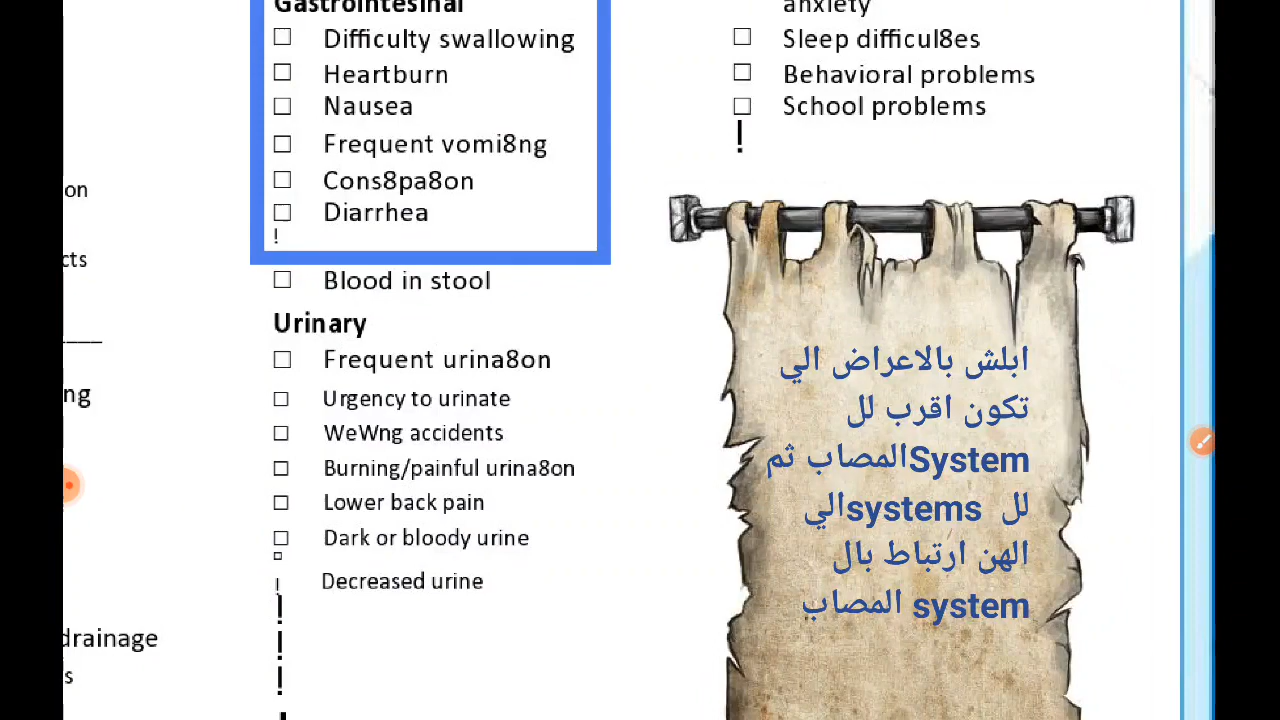 Gastrointesinal
Difficulty swallowing
Heartburn
Nausea
Frequent vomi8ng
Cons8pa8on
Diarrhea
!
Blood in stool
Urinary
Frequent urina8on
Urgency to urinate
WeWng accidents
Burning/painful urina8on
Lower back pain
Dark or bloody urine
! Decreased urine
!
!
!
!
anxiety
Sleep difficul8es
Behavioral problems
School problems
!
ابلش بالاعراض الي
تكون اقرب لل
Systemالمصاب ثم
لل systemsالي
الهن ارتباط بال
system المصاب
on
cts
____
ng
drainage
s